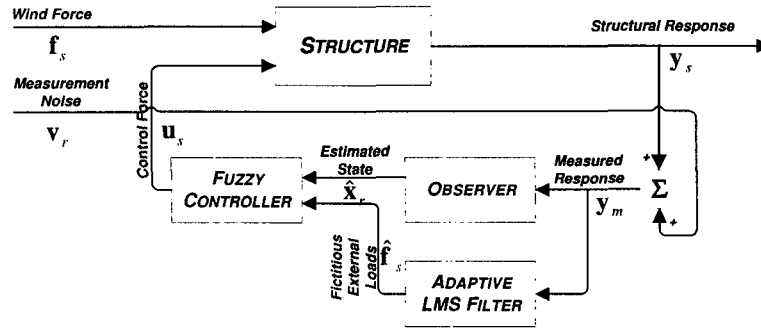 Wind Force
f_s
STRUCTURE
Structural Response
y_s
Measurement
Noise
v_r
Control Force
u_s
FUZZY
CONTROLLER
Estimated
State
x̂_r
OBSERVER
Measured
Response
y_m
+
Σ
+
Fictitious
External
Loads
f̂_s
ADAPTIVE
LMS FILTER